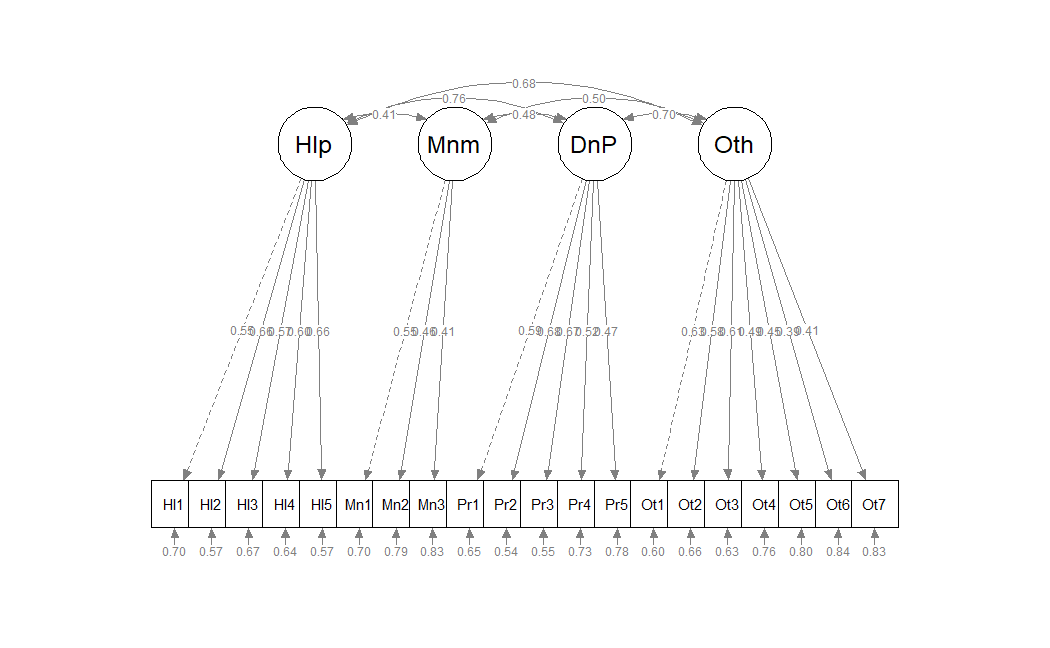 0.68
0.76 0.50
0.41 0.48 0.70
Hlp Mnm DnP Oth
0.55 0.66 0.57 0.60 0.66 0.55 0.46 0.41 0.59 0.68 0.67 0.52 0.47 0.63 0.58 0.61 0.49 0.45 0.39 0.41
Hl1 Hl2 Hl3 Hl4 Hl5 Mn1 Mn2 Mn3 Pr1 Pr2 Pr3 Pr4 Pr5 Ot1 Ot2 Ot3 Ot4 Ot5 Ot6 Ot7
0.70 0.57 0.67 0.64 0.57 0.70 0.79 0.83 0.65 0.54 0.55 0.73 0.78 0.60 0.66 0.63 0.76 0.80 0.84 0.83